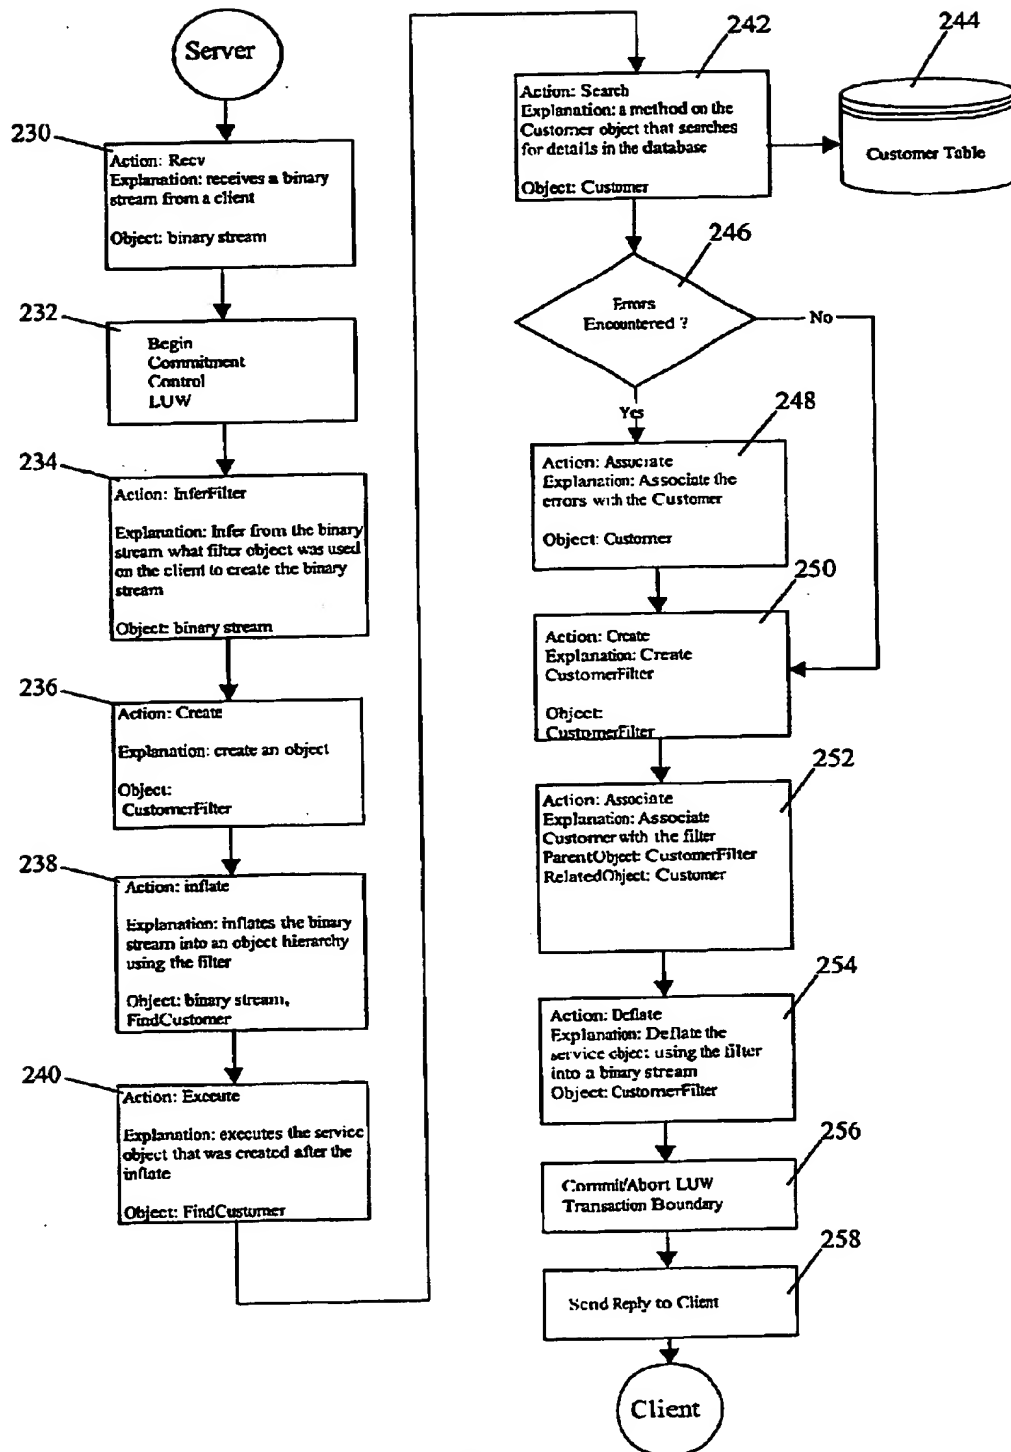 Server
230
Action: Recv
Explanation: receives a binary
stream from a client
Object: binary stream
232
Begin
Commitment
Control
LUW
234
Action: InferFilter
Explanation: Infer from the binary
stream what filter object was used
on the client to create the binary
stream
Object: binary stream
236
Action: Create
Explanation: create an object
Object:
CustomerFilter
238
Action: inflate
Explanation: inflates the binary
stream into an object hierarchy
using the filter
Object: binary stream,
FindCustomer
240
Action: Execute
Explanation: executes the service
object that was created after the
inflate
Object: FindCustomer
242
Action: Search
Explanation: a method on the
Customer object that searches
for details in the database
Object: Customer
244
Customer Table
246
Errors
Encountered ?
No
Yes
248
Action: Associate
Explanation: Associate the
errors with the Customer
Object: Customer
250
Action: Create
Explanation: Create
CustomerFilter
Object:
CustomerFilter
252
Action: Associate
Explanation: Associate
Customer with the filter
ParentObject: CustomerFilter
RelatedObject: Customer
254
Action: Deflate
Explanation: Deflate the
service object using the filter
into a binary stream
Object: CustomerFilter
256
Commit/Abort LUW
Transaction Boundary
258
Send Reply to Client
Client